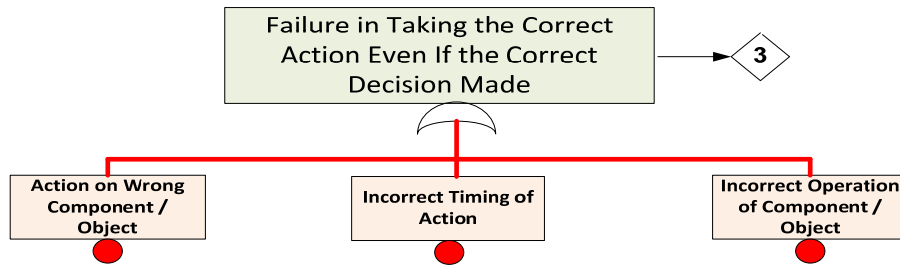 Failure in Taking the Correct
Action Even If the Correct
Decision Made
3
Action on Wrong
Component /
Object
Incorrect Timing of
Action
Incorrect Operation
of Component /
Object